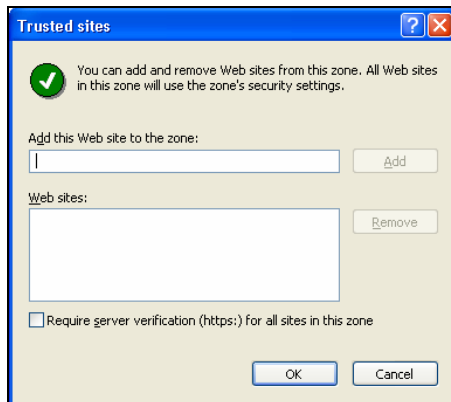 Trusted sites
You can add and remove Web sites from this zone. All Web sites
in this zone will use the zone's security settings.
Add this Web site to the zone:
Add
Web sites:
Remove
Require server verification (https:) for all sites in this zone
OK
Cancel